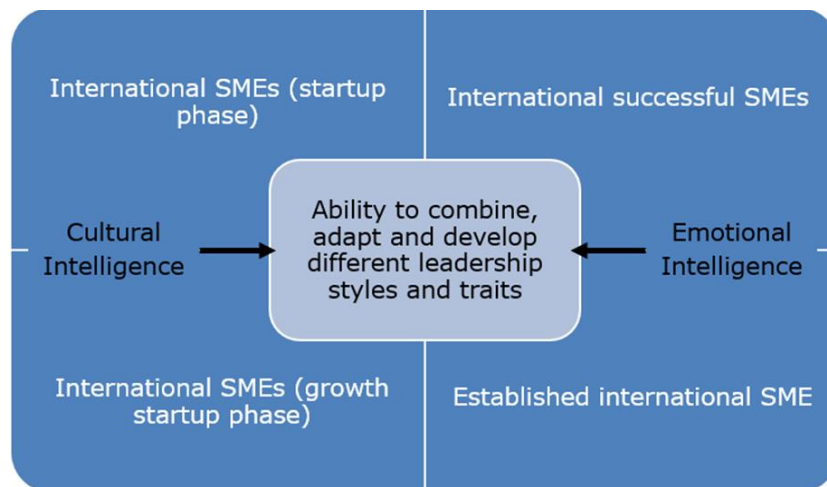 International SMEs (startup
phase)
International successful SMEs
Cultural
Intelligence
Ability to combine,
adapt and develop
different leadership
styles and traits
Emotional
Intelligence
International SMEs (growth
startup phase)
Established international SME